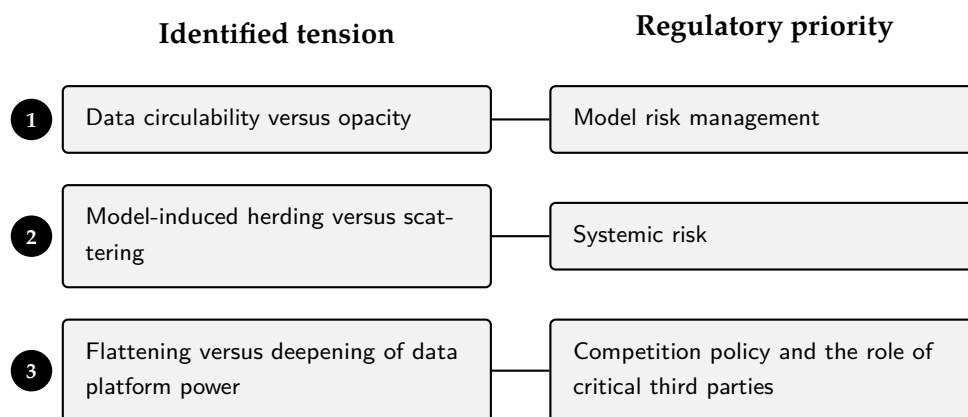 Identified tension
Regulatory priority
1
Data circulability versus opacity
Model risk management
2
Model-induced herding versus scat-
tering
Systemic risk
3
Flattening versus deepening of data
platform power
Competition policy and the role of
critical third parties